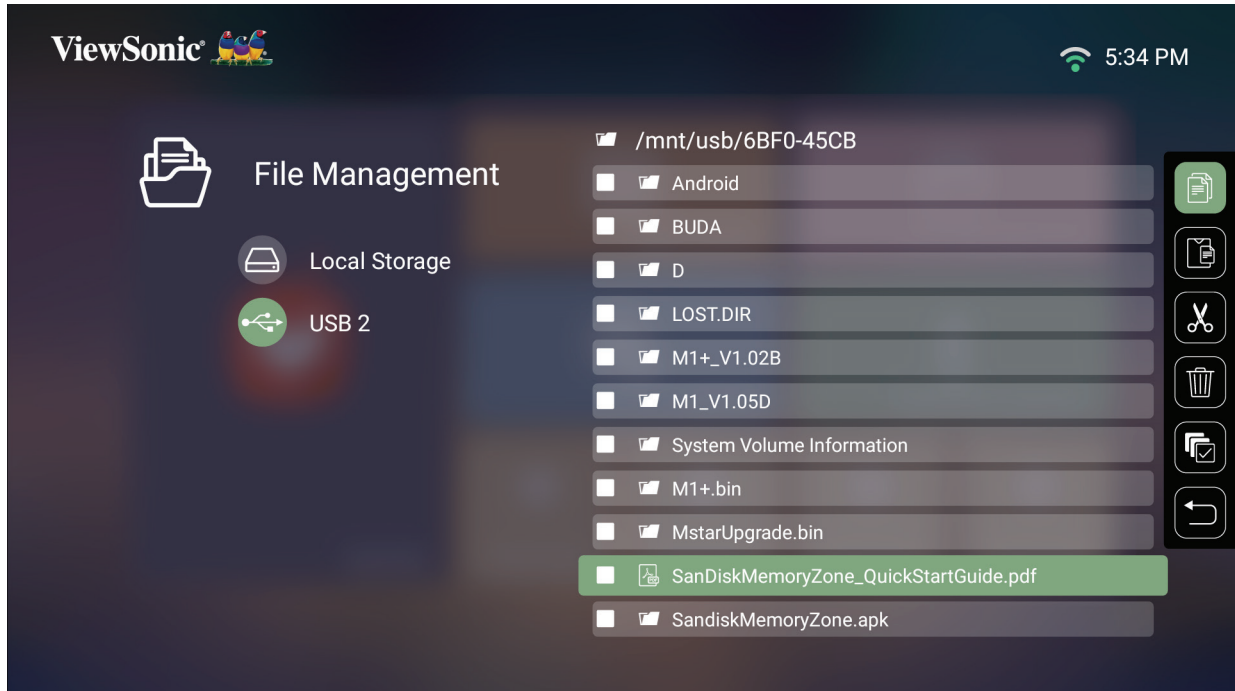 ViewSonic®
5:34 PM
File Management
Local Storage
USB 2
/mnt/usb/6BF0-45CB
Android
BUDA
D
LOST.DIR
M1+_V1.02B
M1_V1.05D
System Volume Information
M1+.bin
MstarUpgrade.bin
SanDiskMemoryZone_QuickStartGuide.pdf
SandiskMemoryZone.apk